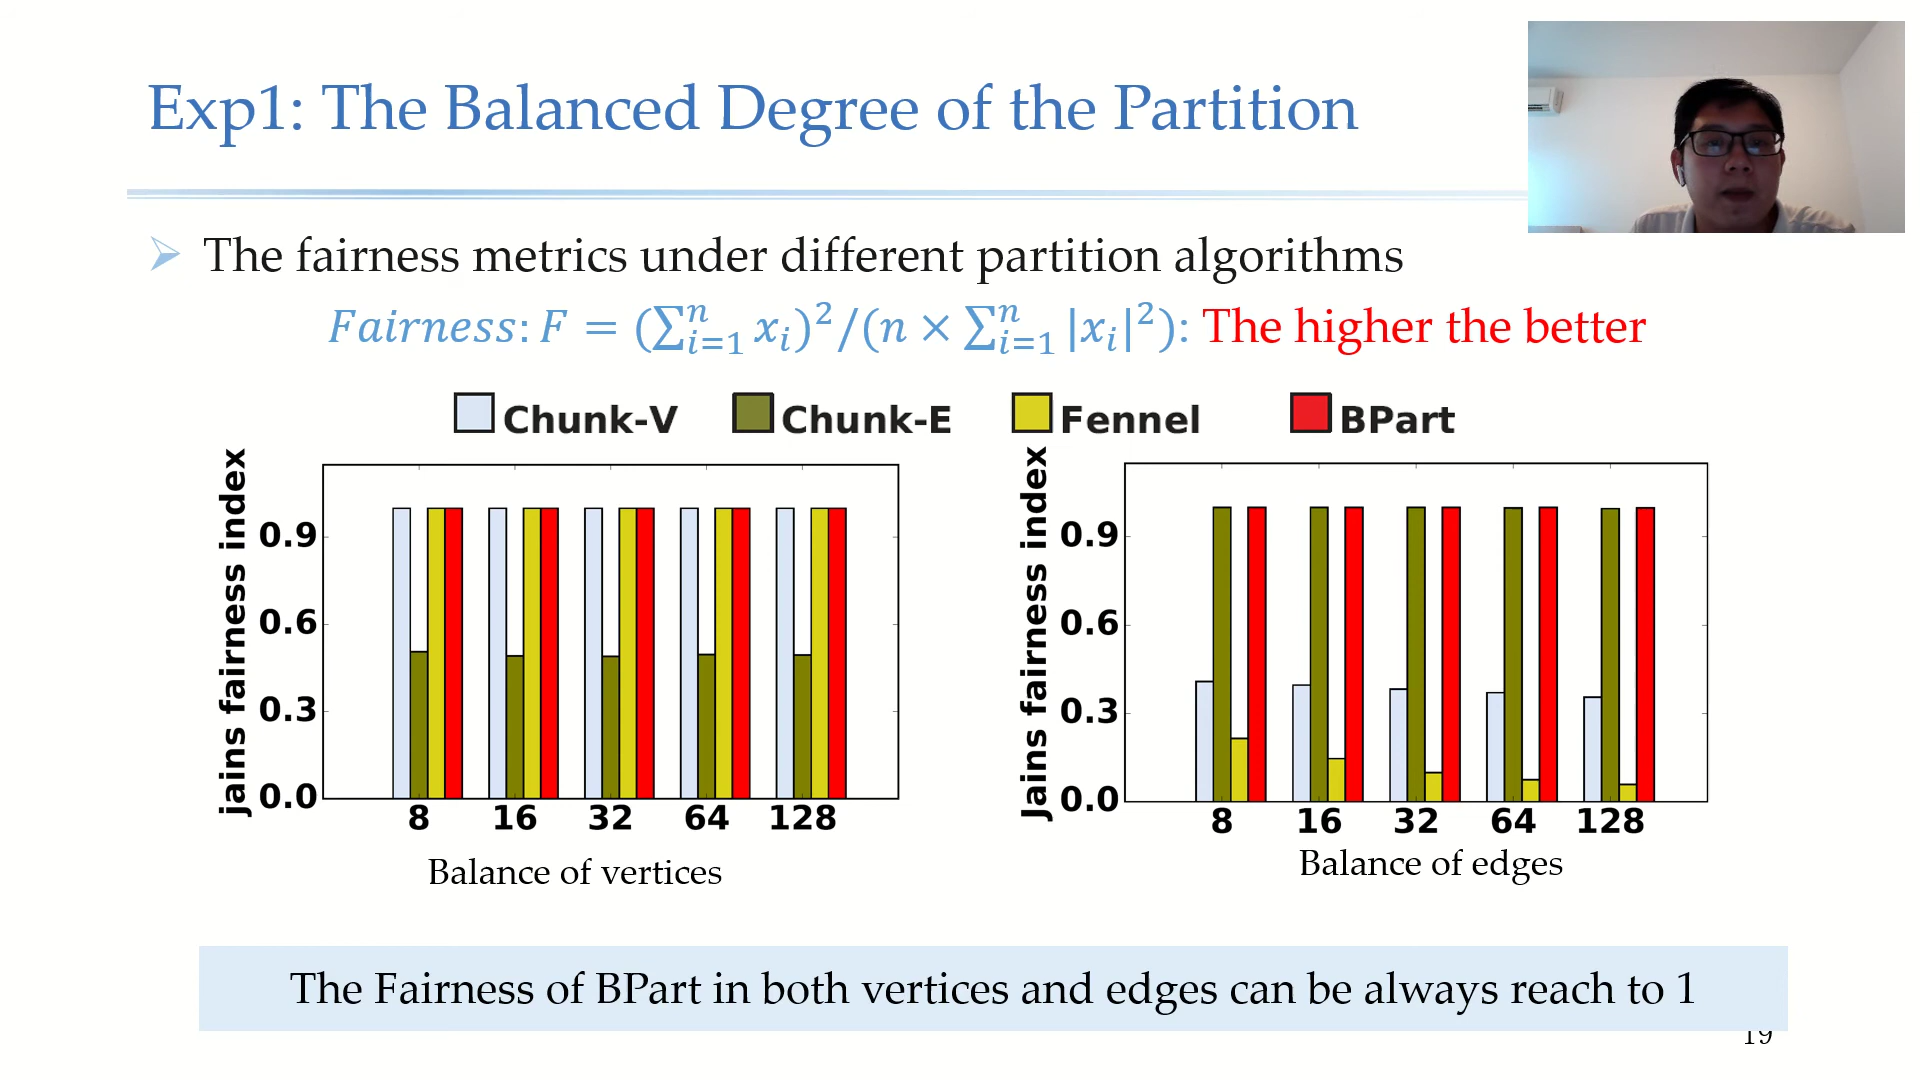 Exp1: The Balanced Degree of the Partition
The fairness metrics under different partition algorithms
Fairness: F = (∑ⁿᵢ₌₁ xᵢ)²/(n × ∑ⁿᵢ₌₁ |xᵢ|²): The higher the better
Chunk-V Chunk-E Fennel BPart
jains fairness index
0.9
0.6
0.3
0.0
8 16 32 64 128
Balance of vertices
Jains fairness index
0.9
0.6
0.3
0.0
8 16 32 64 128
Balance of edges
The Fairness of BPart in both vertices and edges can be always reach to 1
19